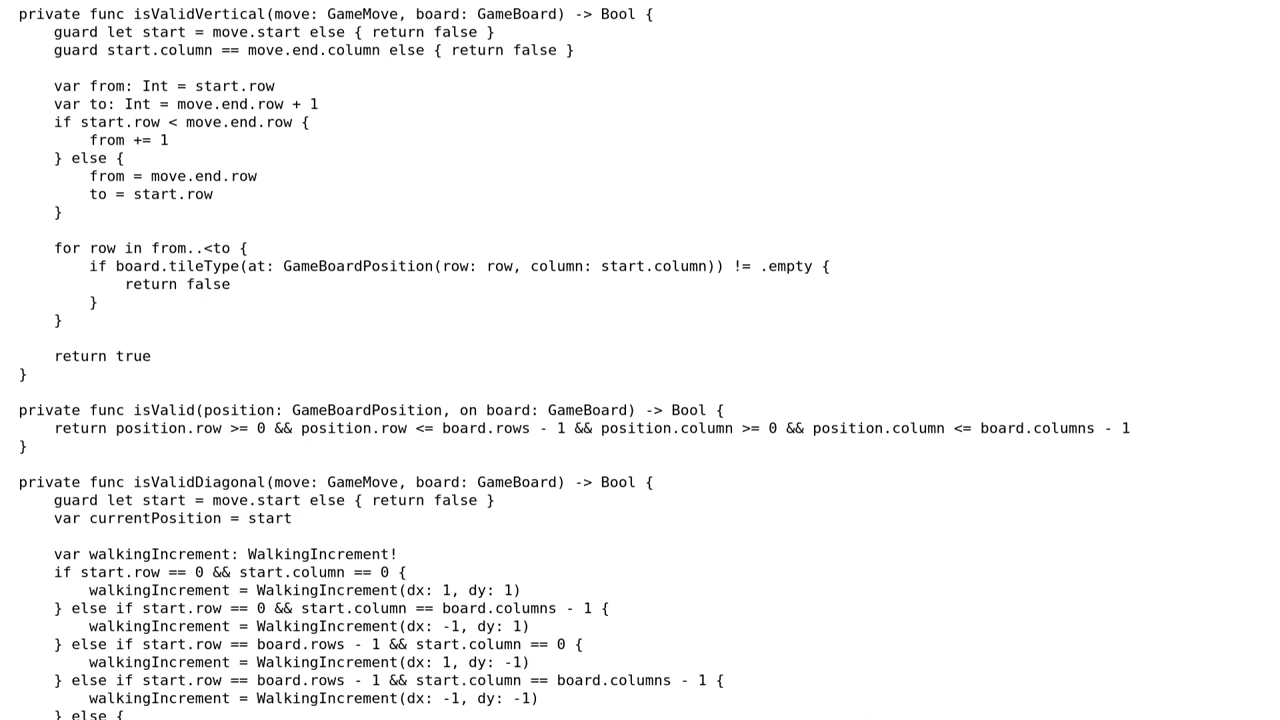 private func isValidVertical(move: GameMove, board: GameBoard) -> Bool {
    guard let start = move.start else { return false }
    guard start.column == move.end.column else { return false }

    var from: Int = start.row
    var to: Int = move.end.row + 1
    if start.row < move.end.row {
        from += 1
    } else {
        from = move.end.row
        to = start.row
    }

    for row in from..<to {
        if board.tileType(at: GameBoardPosition(row: row, column: start.column)) != .empty {
            return false
        }
    }

    return true
}

private func isValid(position: GameBoardPosition, on board: GameBoard) -> Bool {
    return position.row >= 0 && position.row <= board.rows - 1 && position.column >= 0 && position.column <= board.columns - 1
}

private func isValidDiagonal(move: GameMove, board: GameBoard) -> Bool {
    guard let start = move.start else { return false }
    var currentPosition = start

    var walkingIncrement: WalkingIncrement!
    if start.row == 0 && start.column == 0 {
        walkingIncrement = WalkingIncrement(dx: 1, dy: 1)
    } else if start.row == 0 && start.column == board.columns - 1 {
        walkingIncrement = WalkingIncrement(dx: -1, dy: 1)
    } else if start.row == board.rows - 1 && start.column == 0 {
        walkingIncrement = WalkingIncrement(dx: 1, dy: -1)
    } else if start.row == board.rows - 1 && start.column == board.columns - 1 {
        walkingIncrement = WalkingIncrement(dx: -1, dy: -1)
    } else {